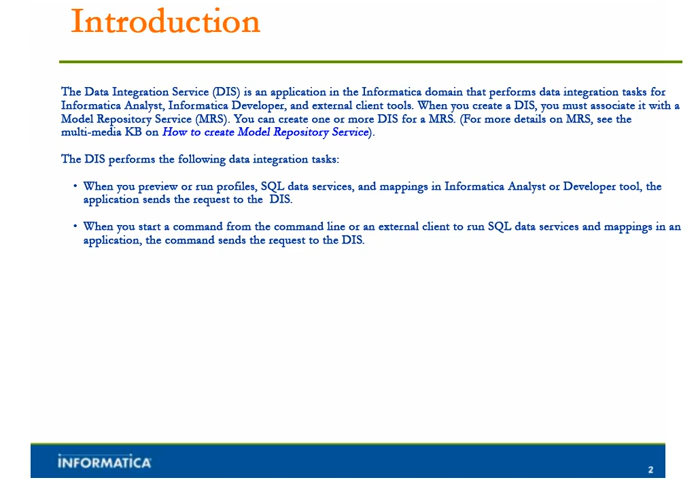 Introduction
The Data Integration Service (DIS) is an application in the Informatica domain that performs data integration tasks for
Informatica Analyst, Informatica Developer, and external client tools. When you create a DIS, you must associate it with a
Model Repository Service (MRS). You can create one or more DIS for a MRS. (For more details on MRS, see the
multi-media KB on How to create Model Repository Service).
The DIS performs the following data integration tasks:
• When you preview or run profiles, SQL data services, and mappings in Informatica Analyst or Developer tool, the
application sends the request to the  DIS.
• When you start a command from the command line or an external client to run SQL data services and mappings in an
application, the command sends the request to the DIS.
INFORMATICA
2